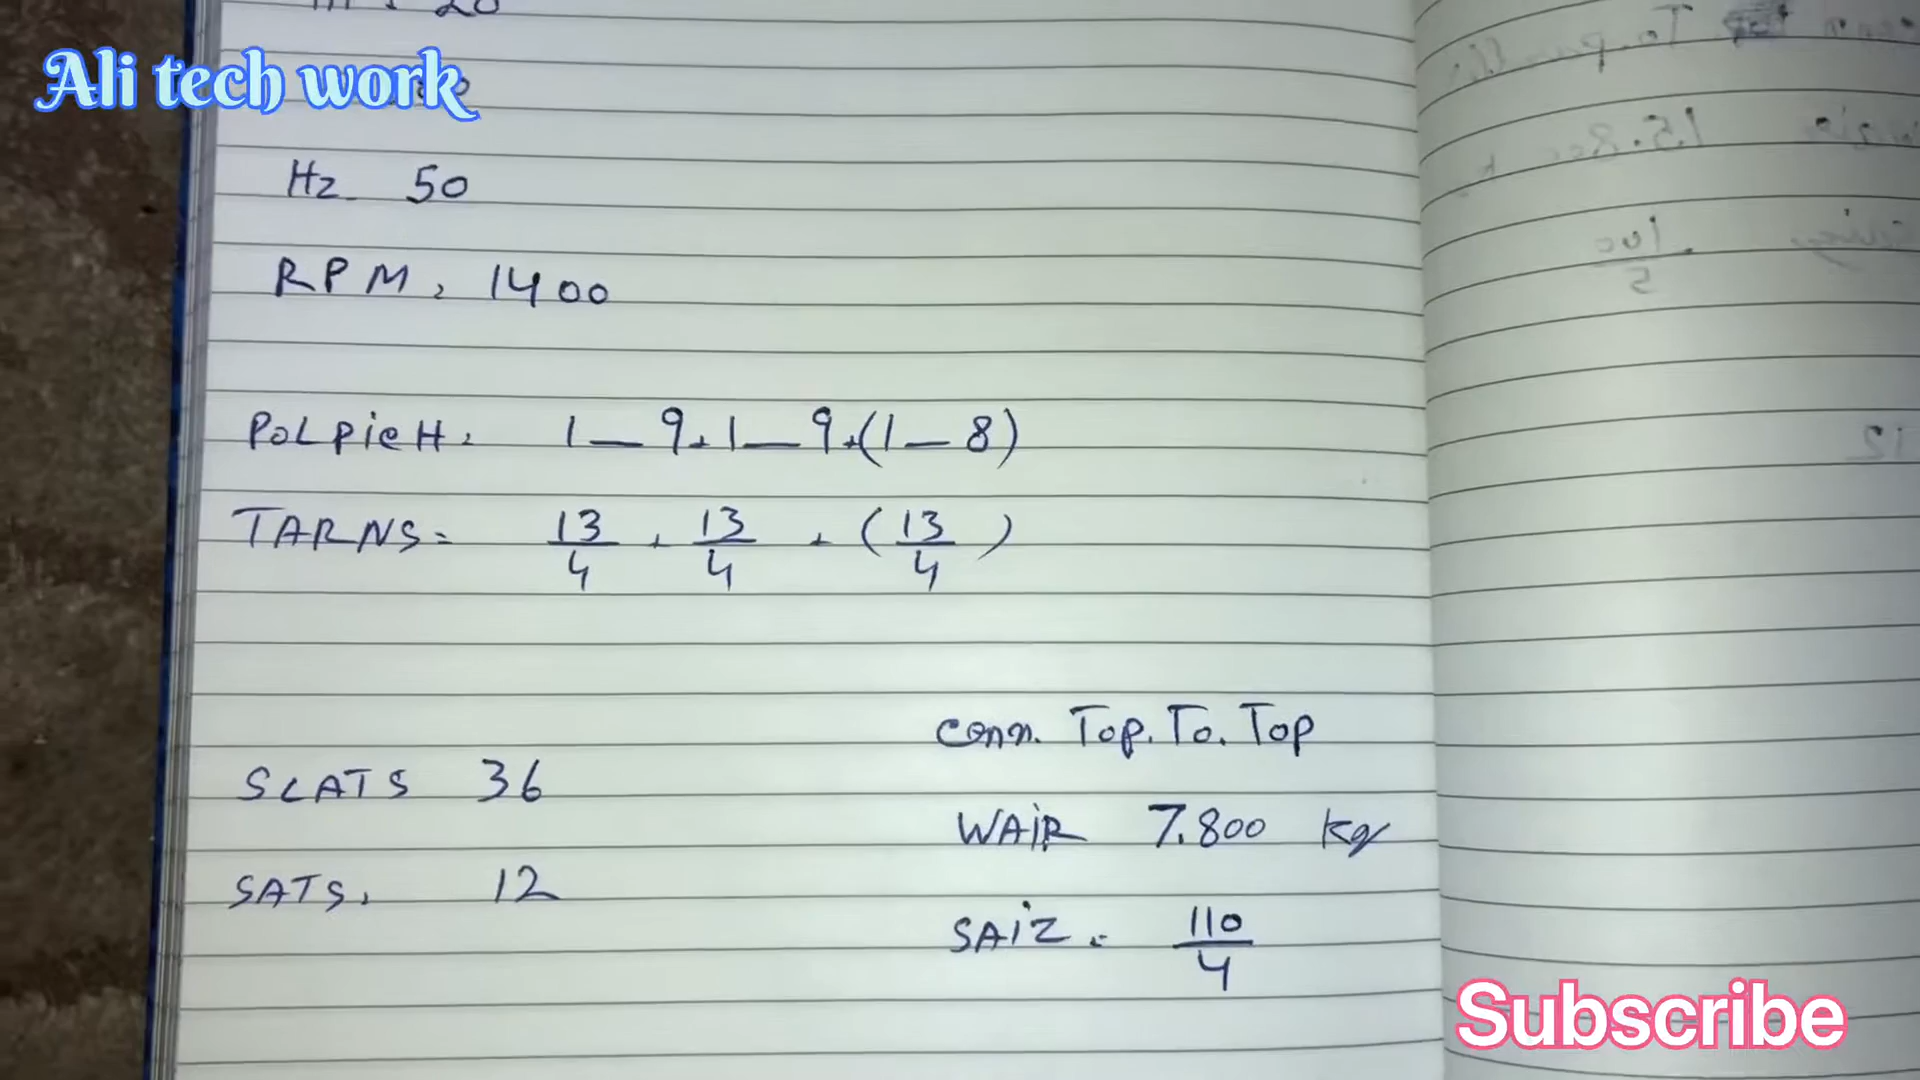 20
Ali tech work
Hz 50
RPM, 1400
POLPieH. 1—9.1—9.(1—8)
TARNS= 13/4 . 13/4 . (13/4)
Conn. Top. To. Top
SLATS 36
WAiR 7.800 Kg
SATS, 12
SAiZ. 110/4
Subscribe